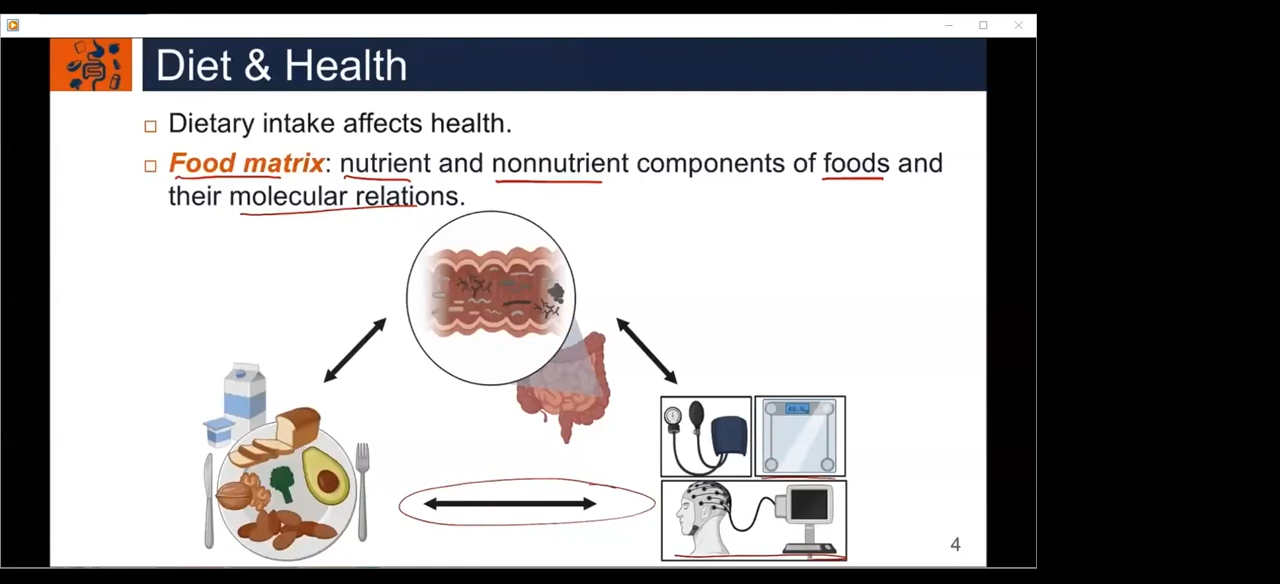 Diet & Health
Dietary intake affects health.
Food matrix: nutrient and nonnutrient components of foods and
their molecular relations.
4